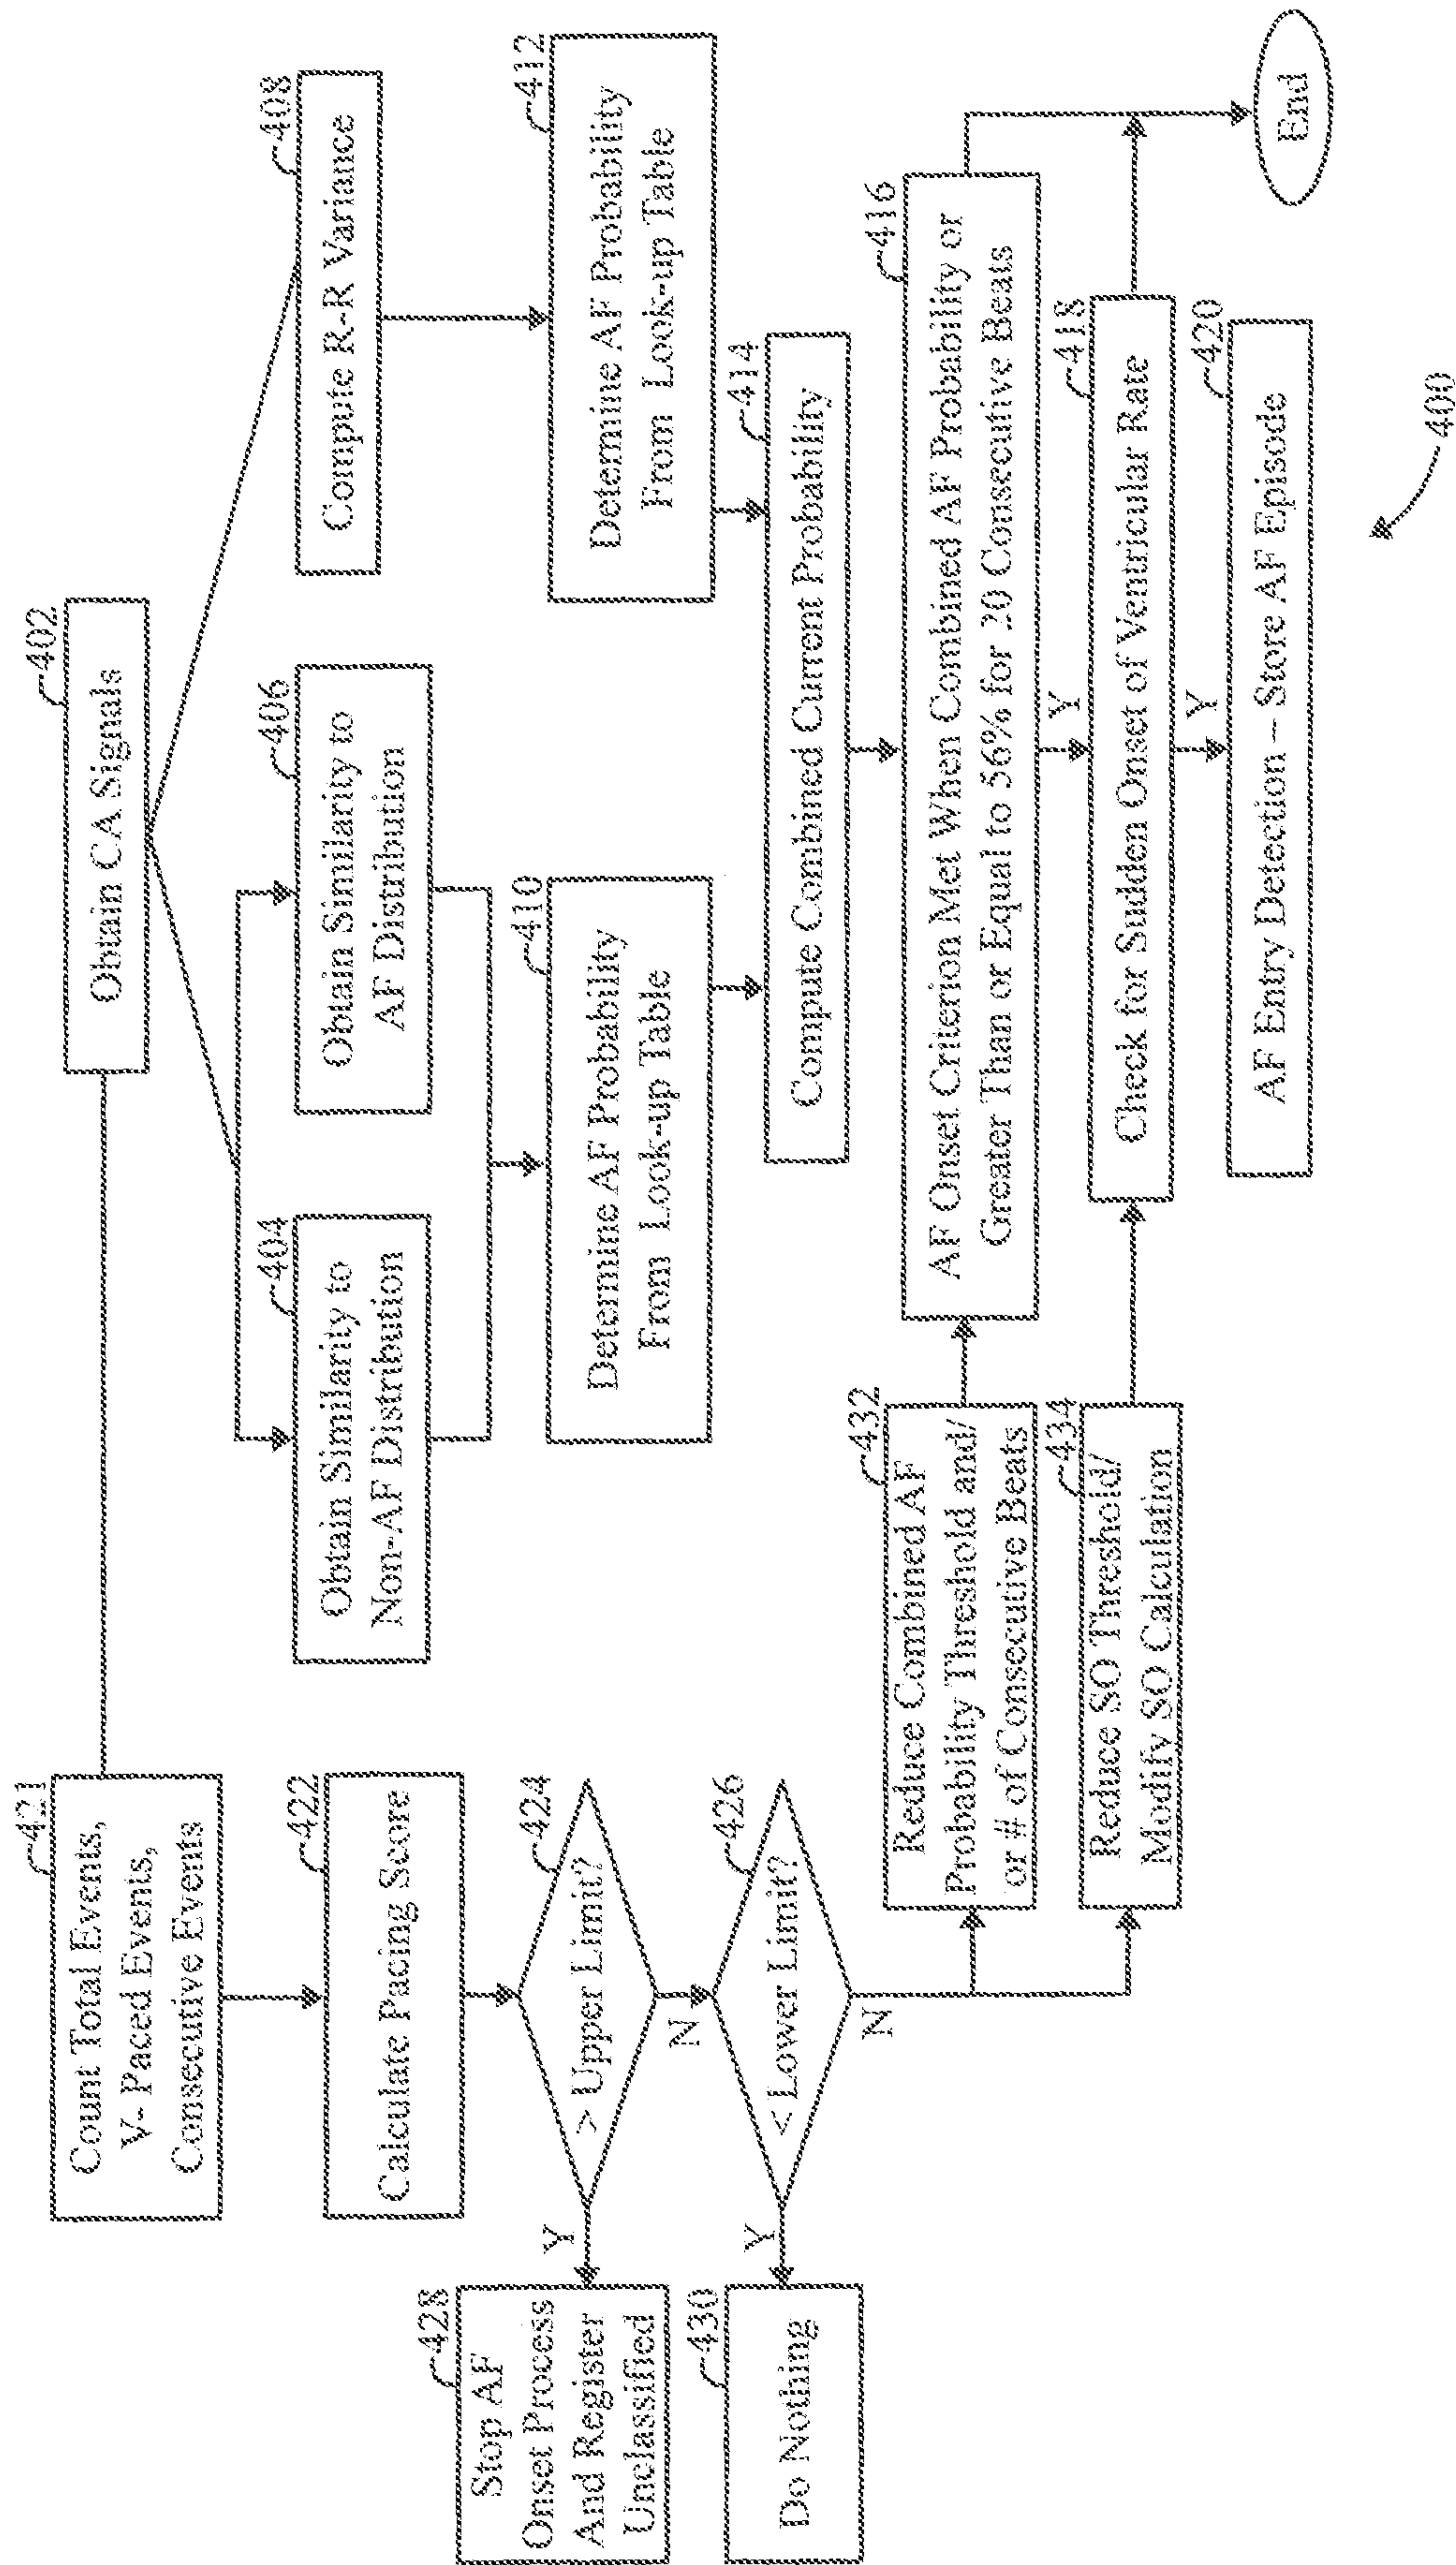 402
Obtain CA Signals
421
Count Total Events,
V- Paced Events,
Consecutive Events
404
Obtain Similarity to
Non-AF Distribution
406
Obtain Similarity to
AF Distribution
408
Compute R-R Variance
422
Calculate Pacing Score
410
Determine AF Probability
From Look-up Table
412
Determine AF Probability
From Look-up Table
424
> Upper Limit?
Y
N
428
Stop AF
Onset Process
And Register
Unclassified
414
Compute Combined Current Probability
426
< Lower Limit?
Y
N
430
Do Nothing
416
AF Onset Criterion Met When Combined AF Probability or
Greater Than or Equal to 56% for 20 Consecutive Beats
Y
432
Reduce Combined AF
Probability Threshold and/
or # of Consecutive Beats
418
Check for Sudden Onset of Ventricular Rate
Y
434
Reduce SO Threshold/
Modify SO Calculation
420
AF Entry Detection – Store AF Episode
End
400